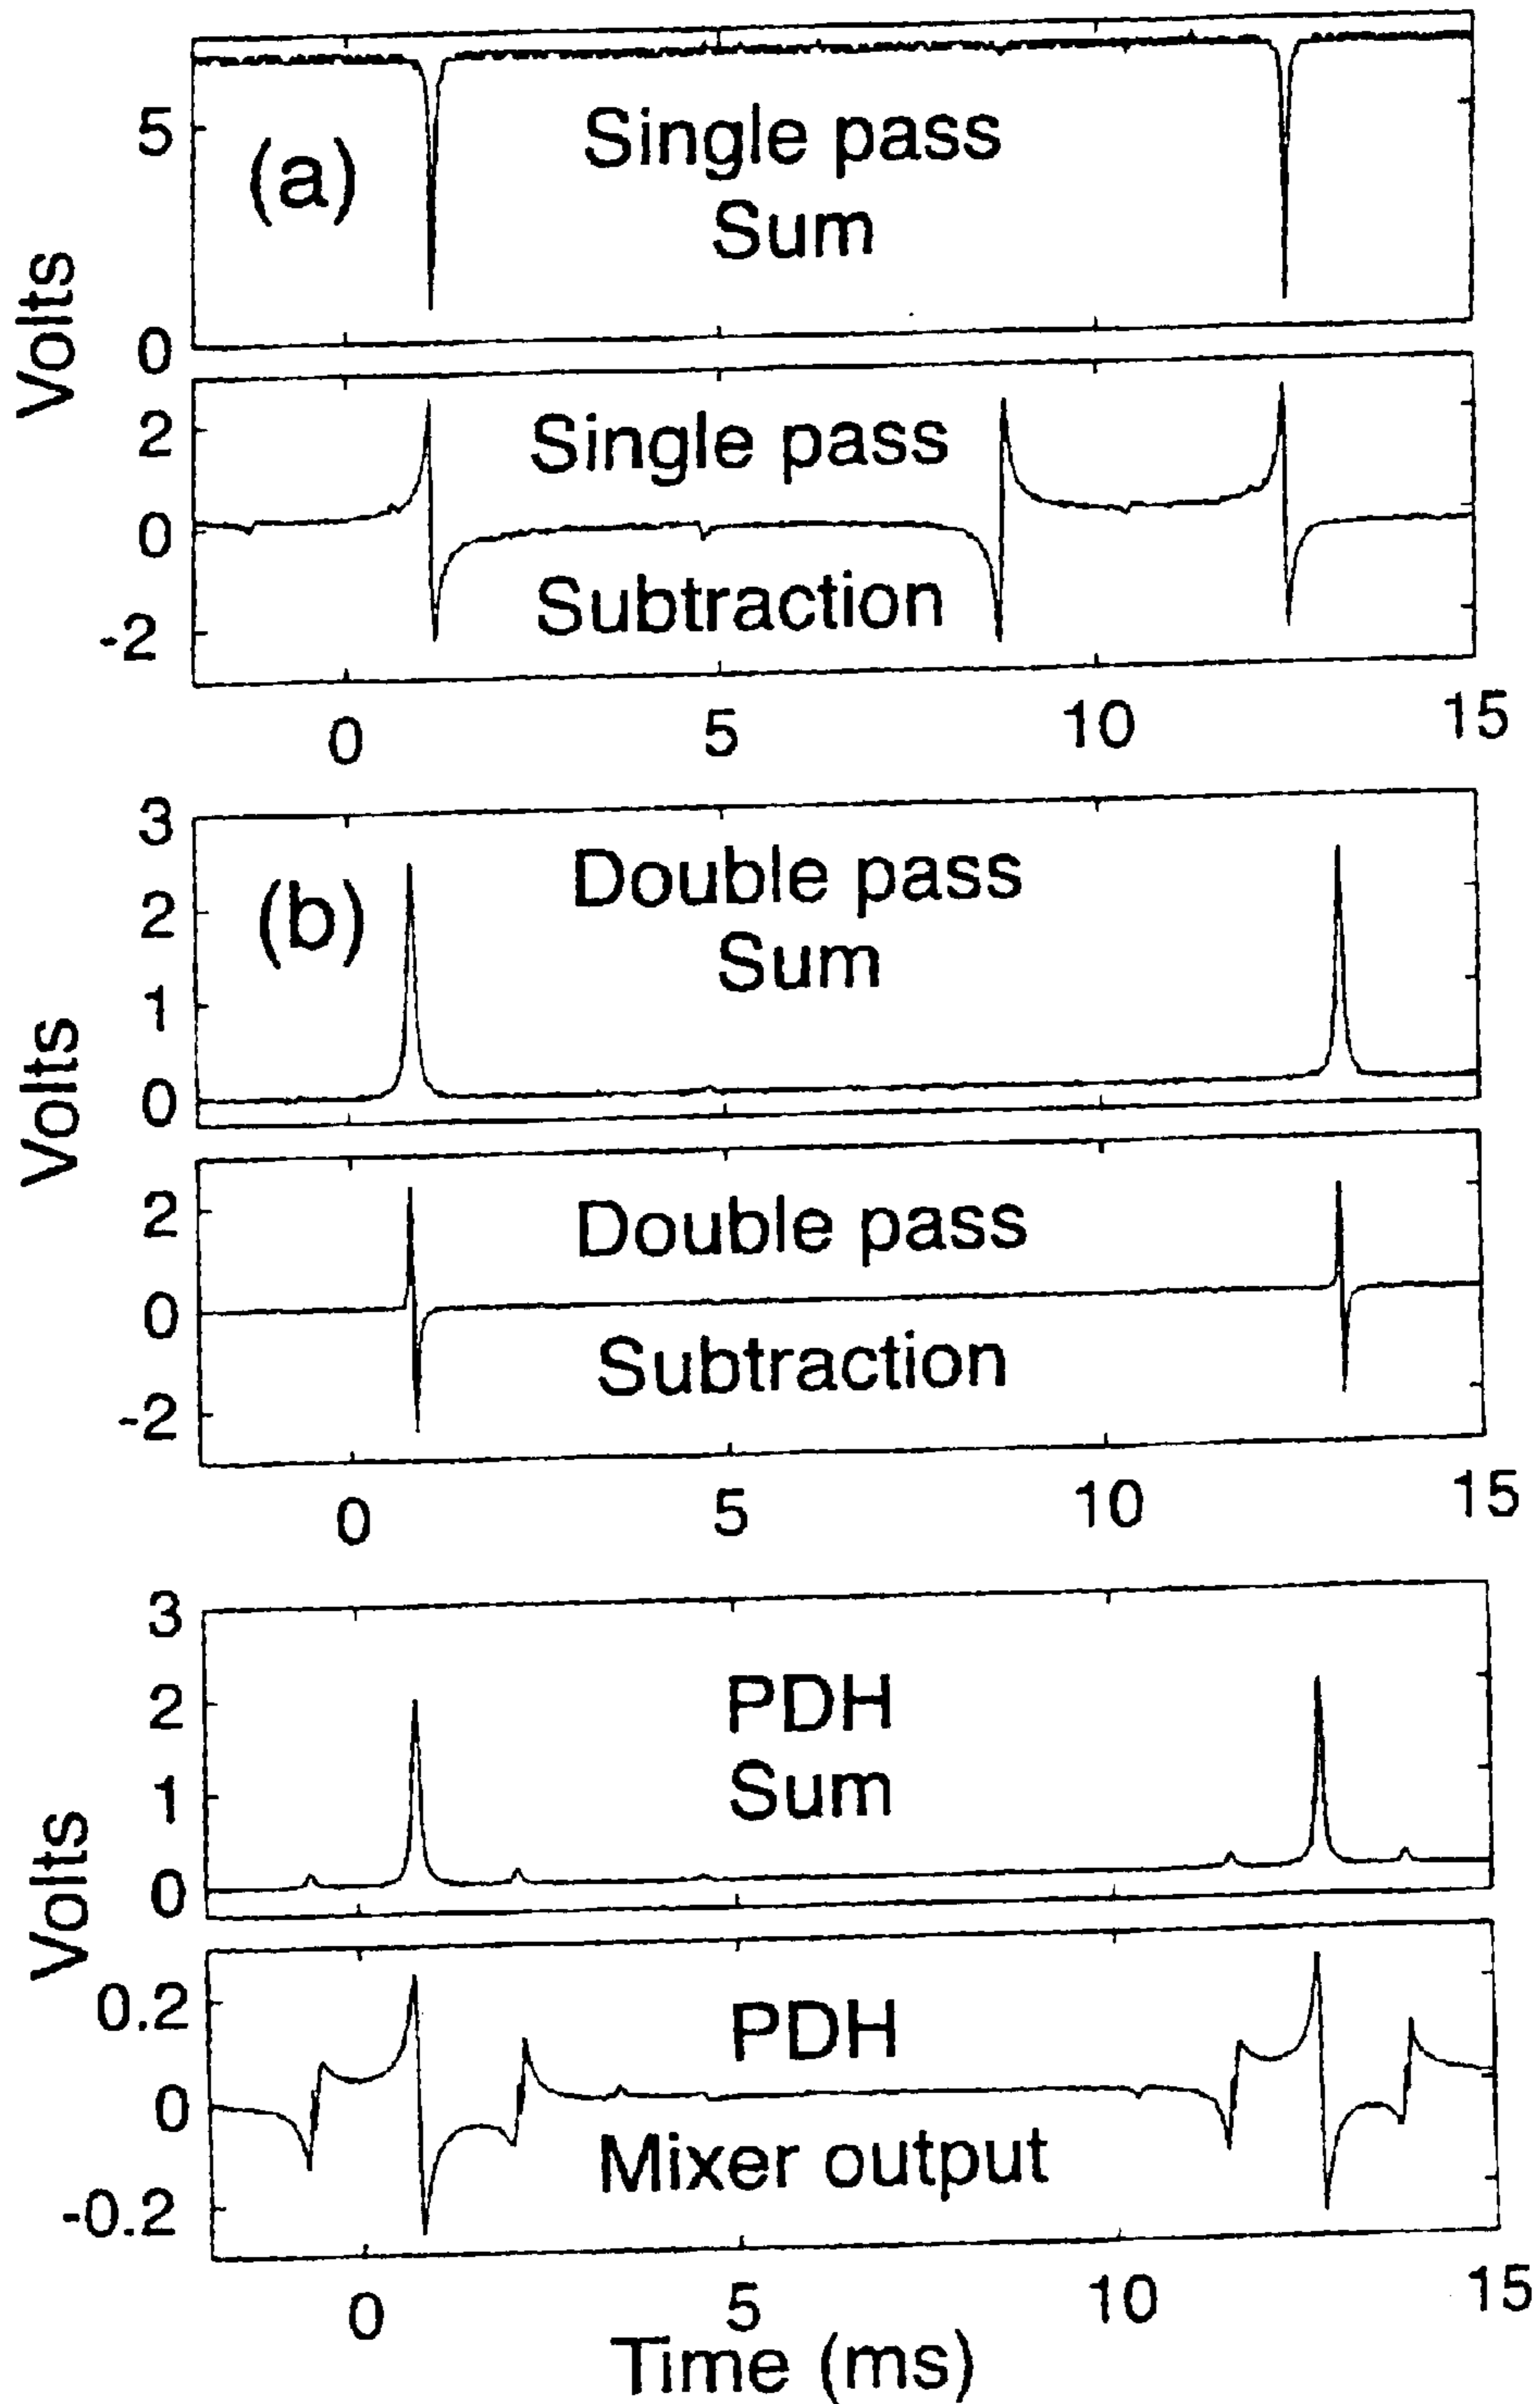 (a)
Single pass
Sum
5
0
Volts
Single pass
Subtraction
2
0
-2
0 5 10 15
(b)
Double pass
Sum
3
2
1
0
Volts
Double pass
Subtraction
2
0
-2
0 5 10 15
PDH
Sum
3
2
1
0
Volts
PDH
Mixer output
0.2
0
-0.2
0 5 10 15
Time (ms)